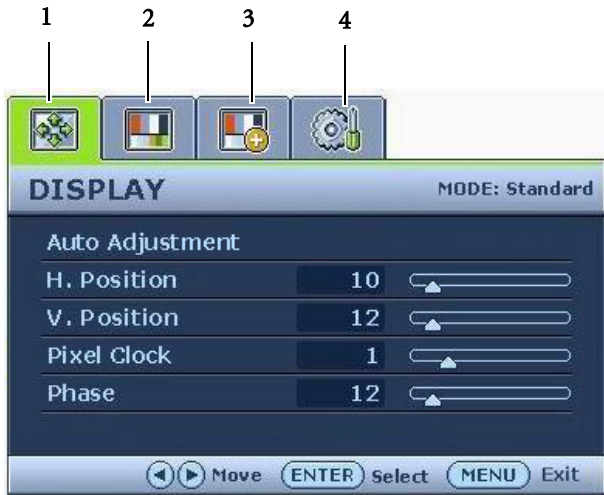 1 2 3 4
DISPLAY MODE: Standard
Auto Adjustment
H. Position 10
V. Position 12
Pixel Clock 1
Phase 12
Move ENTER Select MENU Exit